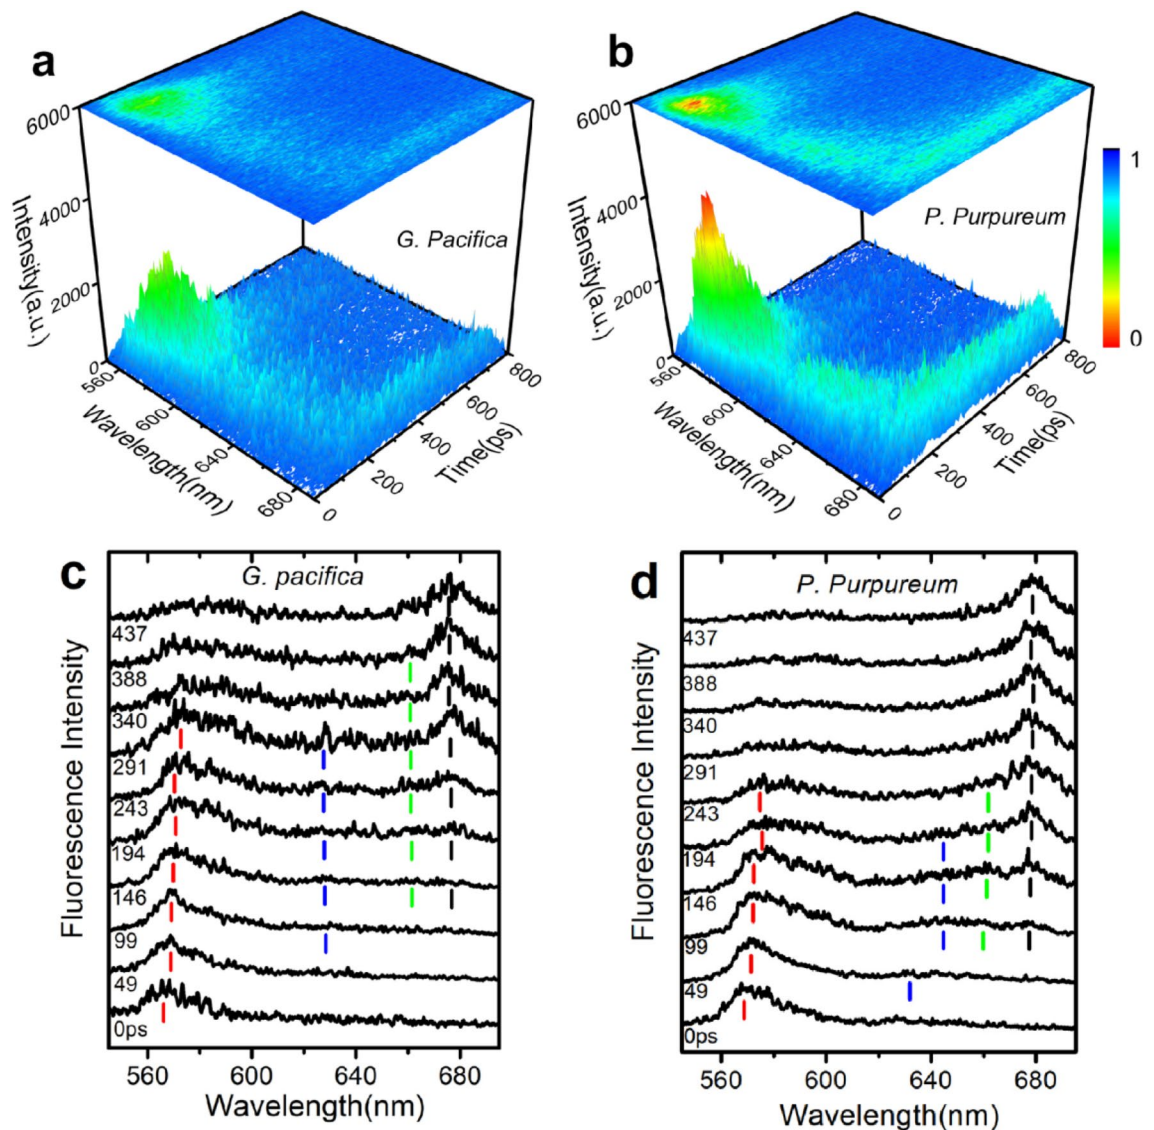 a
6000
4000
2000
0
Intensity(a.u.)
G. Pacifica
560
600
640
680
Wavelength(nm)
0
200
400
600
800
Time(ps)
b
6000
4000
2000
0
Intensity(a.u.)
P. Purpureum
560
600
640
680
Wavelength(nm)
0
200
400
600
800
Time(ps)
1
0
c
G. pacifica
Fluorescence Intensity
437
388
340
291
243
194
146
99
49
0ps
560 600 640 680
Wavelength(nm)
d
P. Purpureum
Fluorescence Intensity
437
388
340
291
243
194
146
99
49
0ps
560 600 640 680
Wavelength(nm)